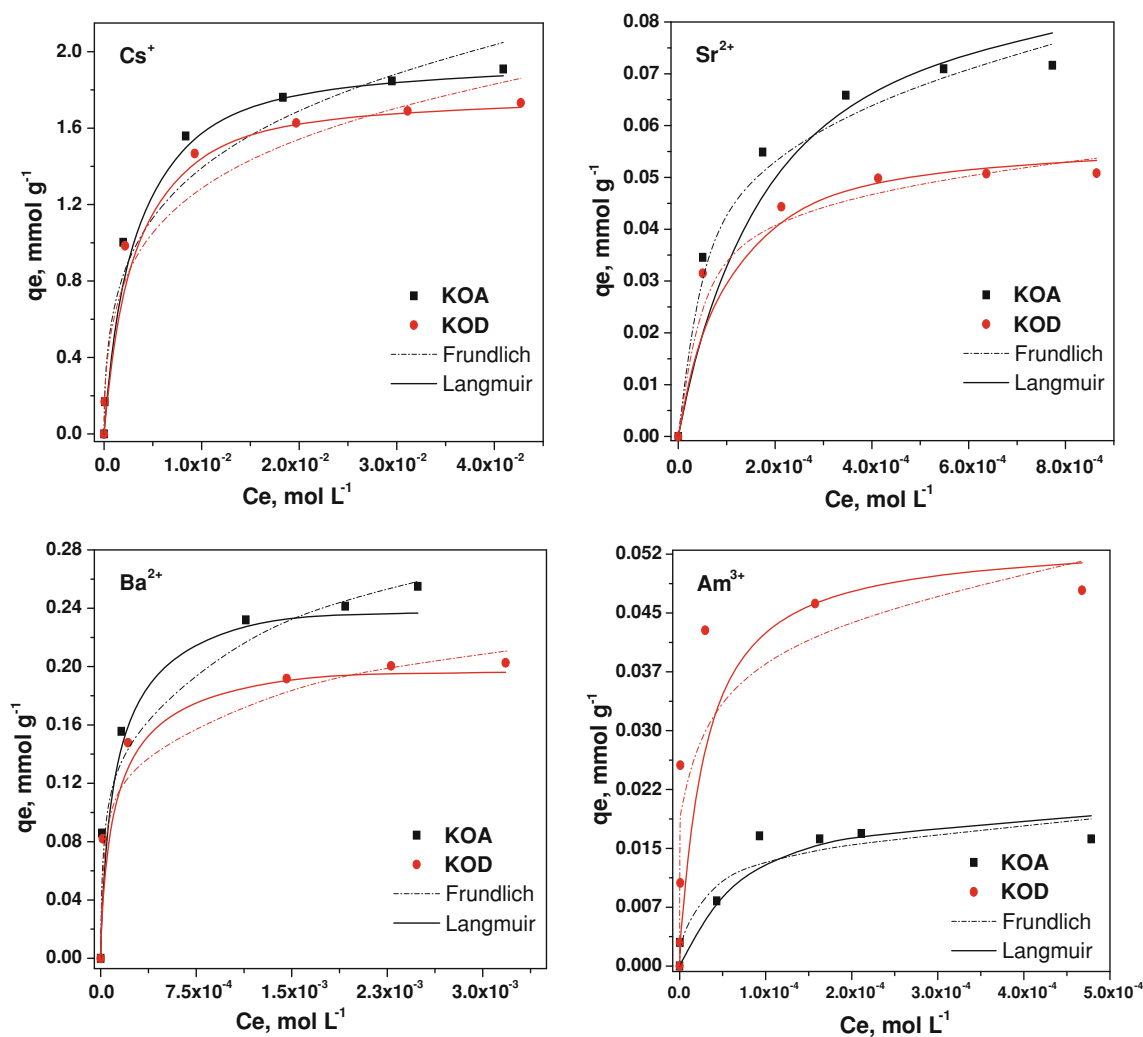 Cs⁺
qe, mmol g⁻¹
2.0
1.6
1.2
0.8
0.4
0.0
KOA
KOD
Frundlich
Langmuir
0.0 1.0x10⁻² 2.0x10⁻² 3.0x10⁻² 4.0x10⁻²
Ce, mol L⁻¹
Sr²⁺
qe, mmol g⁻¹
0.08
0.07
0.06
0.05
0.04
0.03
0.02
0.01
0.00
KOA
KOD
Frundlich
Langmuir
0.0 2.0x10⁻⁴ 4.0x10⁻⁴ 6.0x10⁻⁴ 8.0x10⁻⁴
Ce, mol L⁻¹
Ba²⁺
qe, mmol g⁻¹
0.28
0.24
0.20
0.16
0.12
0.08
0.04
0.00
KOA
KOD
Frundlich
Langmuir
0.0 7.5x10⁻⁴ 1.5x10⁻³ 2.3x10⁻³ 3.0x10⁻³
Ce, mol L⁻¹
Am³⁺
qe, mmol g⁻¹
0.052
0.045
0.037
0.030
0.022
0.015
0.007
0.000
KOA
KOD
Frundlich
Langmuir
0.0 1.0x10⁻⁴ 2.0x10⁻⁴ 3.0x10⁻⁴ 4.0x10⁻⁴ 5.0x10⁻⁴
Ce, mol L⁻¹